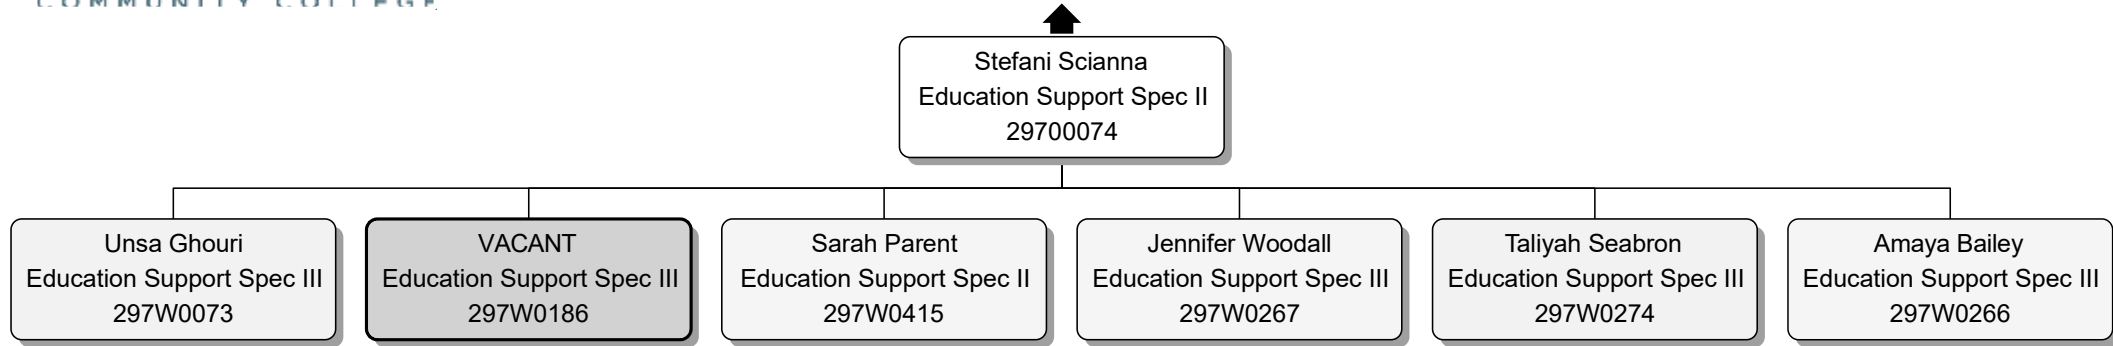 COMMUNITY COLLEGE
Stefani Scianna
Education Support Spec II
29700074
Unsa Ghouri
Education Support Spec III
297W0073
VACANT
Education Support Spec III
297W0186
Sarah Parent
Education Support Spec II
297W0415
Jennifer Woodall
Education Support Spec III
297W0267
Taliyah Seabron
Education Support Spec III
297W0274
Amaya Bailey
Education Support Spec III
297W0266